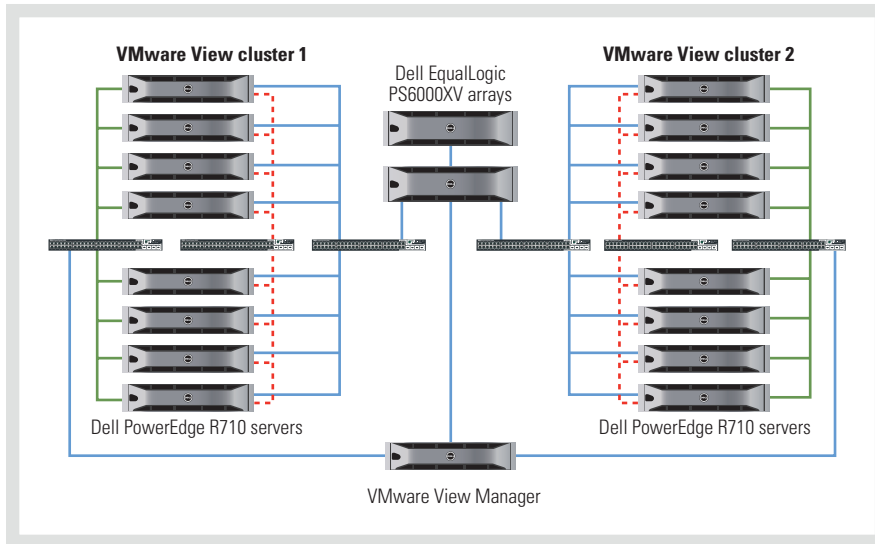 VMware View cluster 1
VMware View cluster 2
Dell EqualLogic
PS6000XV arrays
Dell PowerEdge R710 servers
Dell PowerEdge R710 servers
VMware View Manager